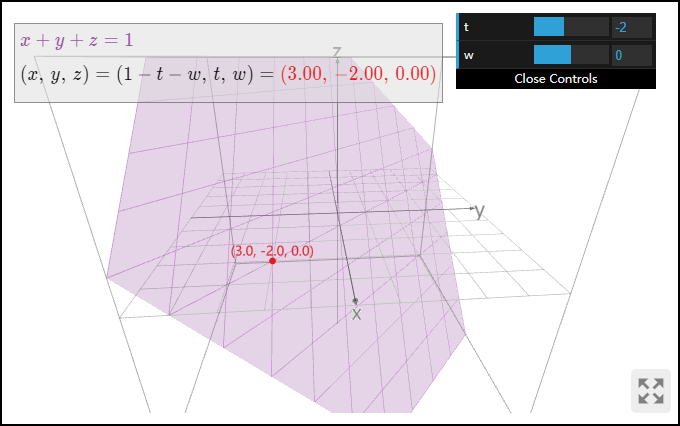 x + y + z = 1
(x, y, z) = (1 − t − w, t, w) = (3.00, −2.00, 0.00)
t -2
w 0
Close Controls
z
y
(3.0, -2.0, 0.0)
x